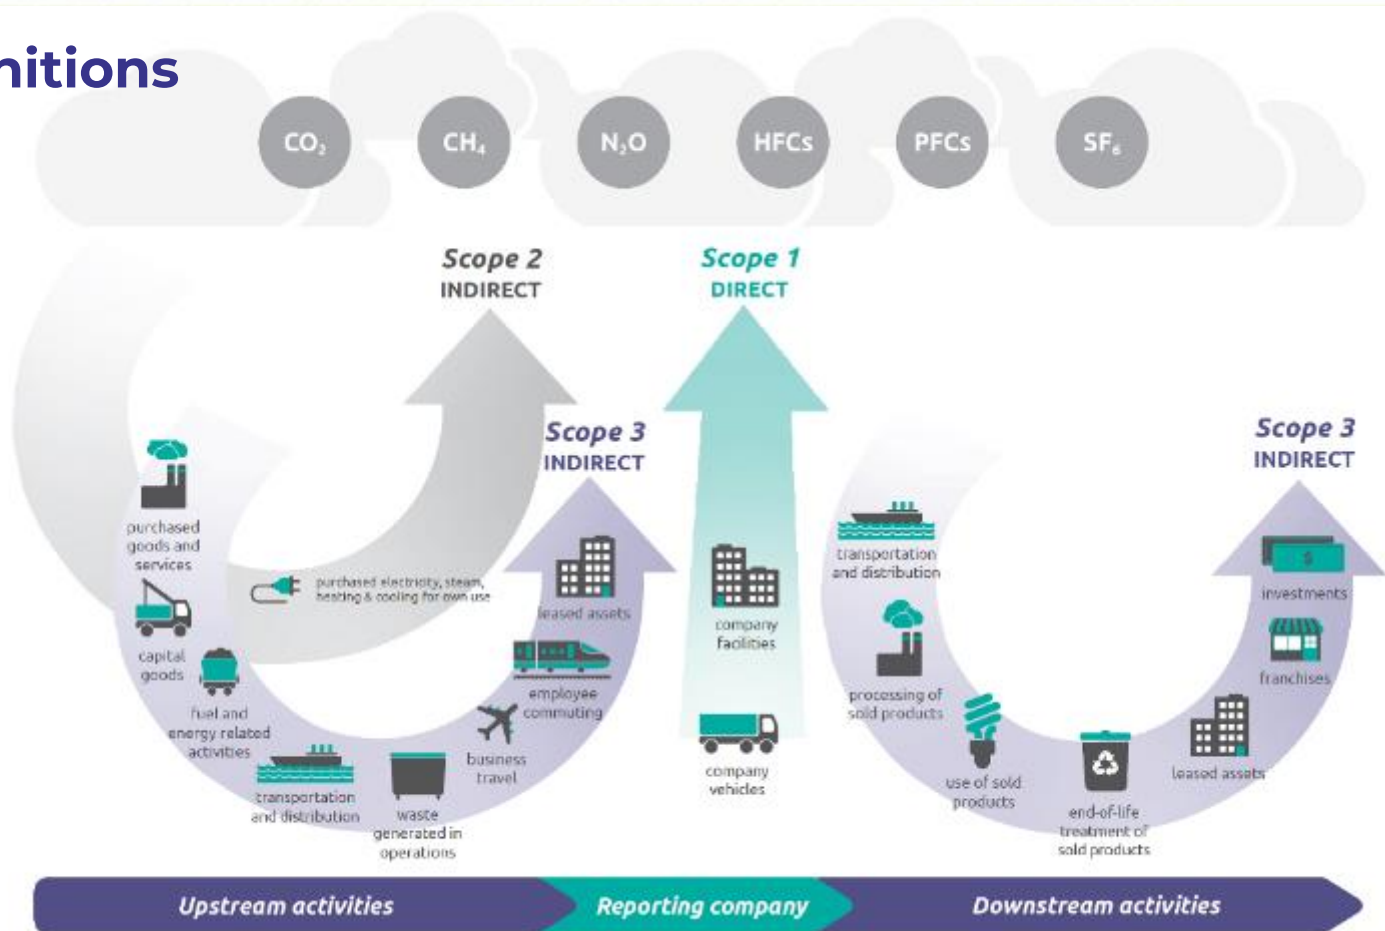 nitions
CO₂
CH₄
N₂O
HFCs
PFCs
SF₆
Scope 2
INDIRECT
Scope 1
DIRECT
Scope 3
INDIRECT
Scope 3
INDIRECT
purchased
goods and
services
capital
goods
fuel and
energy related
activities
purchased electricity, steam,
heating & cooling for own use
transportation
and distribution
waste
generated in
operations
business
travel
employee
commuting
leased assets
company
facilities
company
vehicles
transportation
and distribution
processing of
sold products
use of sold
products
end-of-life
treatment of
sold products
leased assets
franchises
$
investments
Upstream activities
Reporting company
Downstream activities